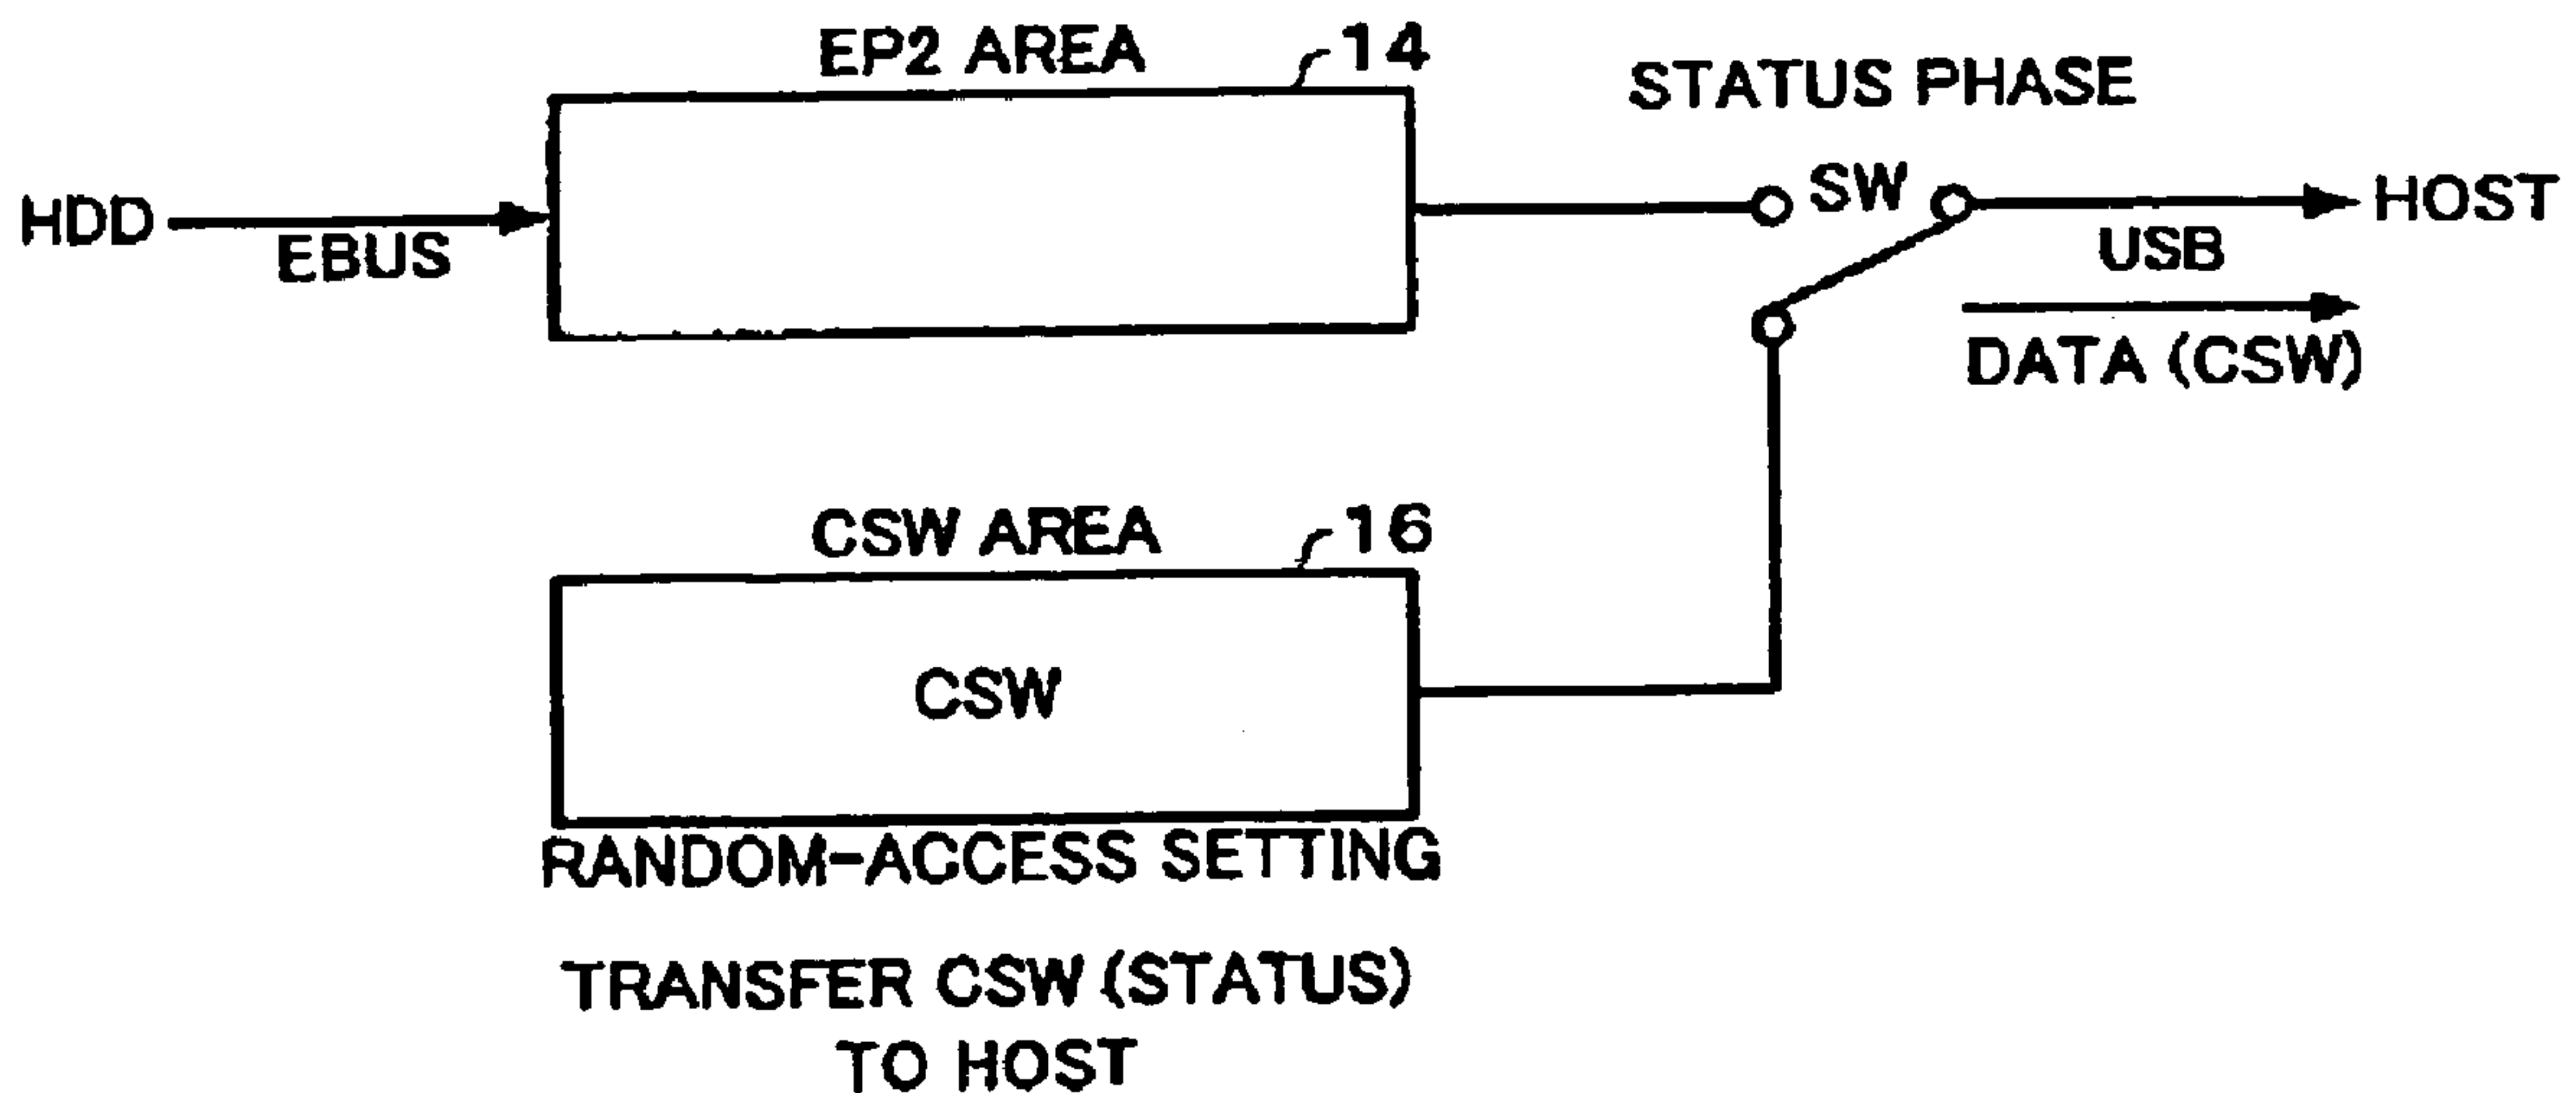 EP2 AREA
14
STATUS PHASE
HDD
EBUS
SW
HOST
USB
DATA (CSW)
CSW AREA
16
CSW
RANDOM-ACCESS SETTING
TRANSFER CSW (STATUS)
TO HOST